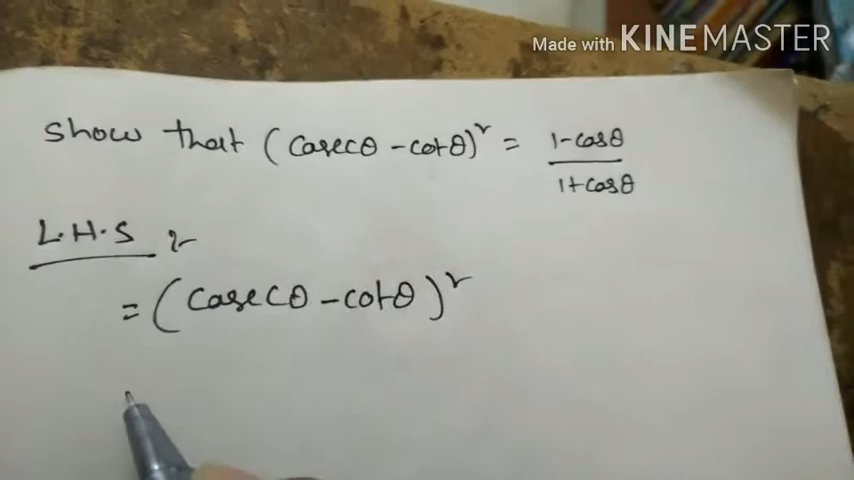 Made with KINEMASTER
show that (cosecθ - cotθ)² = 1-cosθ / 1+cosθ
L.H.S :-
= (cosecθ - cotθ)²